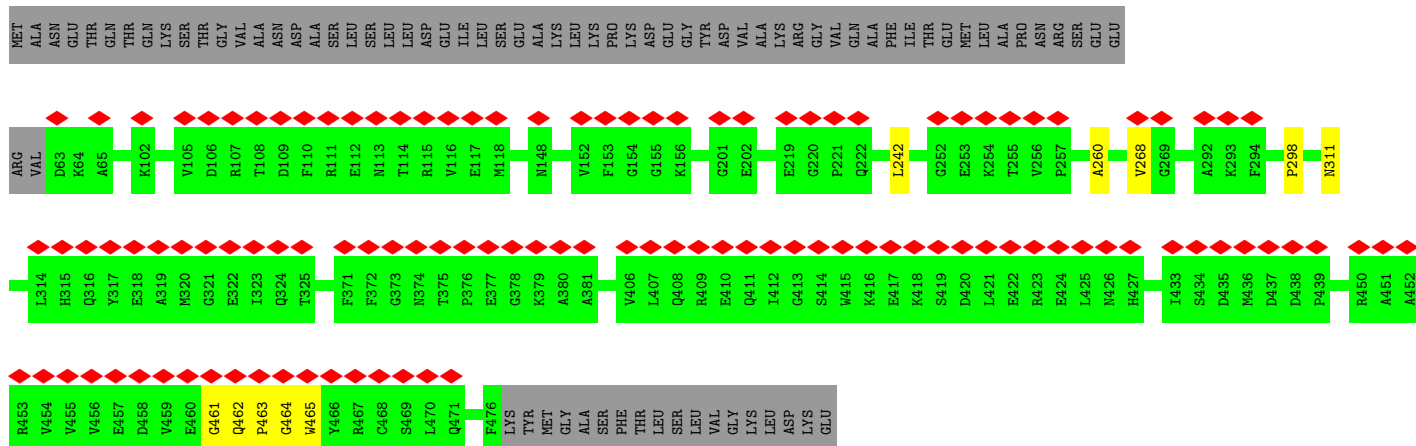 MET ALA ASN GLU THR GLN THR GLN LYS SER THR GLY VAL ALA ASN ASP ALA SER LEU SER LEU LEU ASP GLU ILE LEU SER GLU ALA LYS LEU LYS PRO LYS ASP GLU GLY TYR ASP VAL ALA LYS ARG GLY VAL GLN ALA PHE ILE THR GLU MET LEU ALA PRO ASN ARG SER GLU GLU
ARG VAL D63 K64 A65 K102 V105 D106 R107 T108 D109 F110 R111 E112 N113 T114 R115 V116 E117 M118 N148 V152 F153 G154 G155 K156 G201 E202 E219 G220 P221 Q222 L242 G252 E253 K254 T255 V256 P257 A260 V268 G269 A292 K293 F294 P298 N311
L314 H315 Q316 Y317 E318 A319 M320 G321 E322 I323 Q324 T325 F371 F372 G373 N374 T375 P376 E377 G378 K379 A380 A381 V406 L407 Q408 R409 E410 Q411 I412 G413 S414 W415 K416 E417 K418 S419 D420 L421 E422 R423 E424 L425 N426 H427 I433 S434 D435 M436 D437 D438 P439 R450 A451 A452
R453 V454 V455 V456 E457 D458 V459 E460 G461 Q462 P463 G464 W465 Y466 R467 C468 S469 L470 Q471 F476 LYS TYR MET GLY ALA SER PHE THR LEU SER LEU VAL GLY LYS LEU ASP LYS GLU